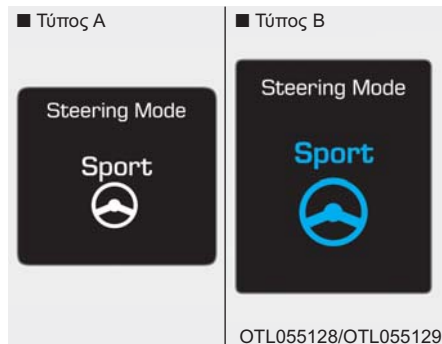 ■ Τύπος A
Steering Mode
Sport
■ Τύπος B
Steering Mode
Sport
OTL055128/OTL055129